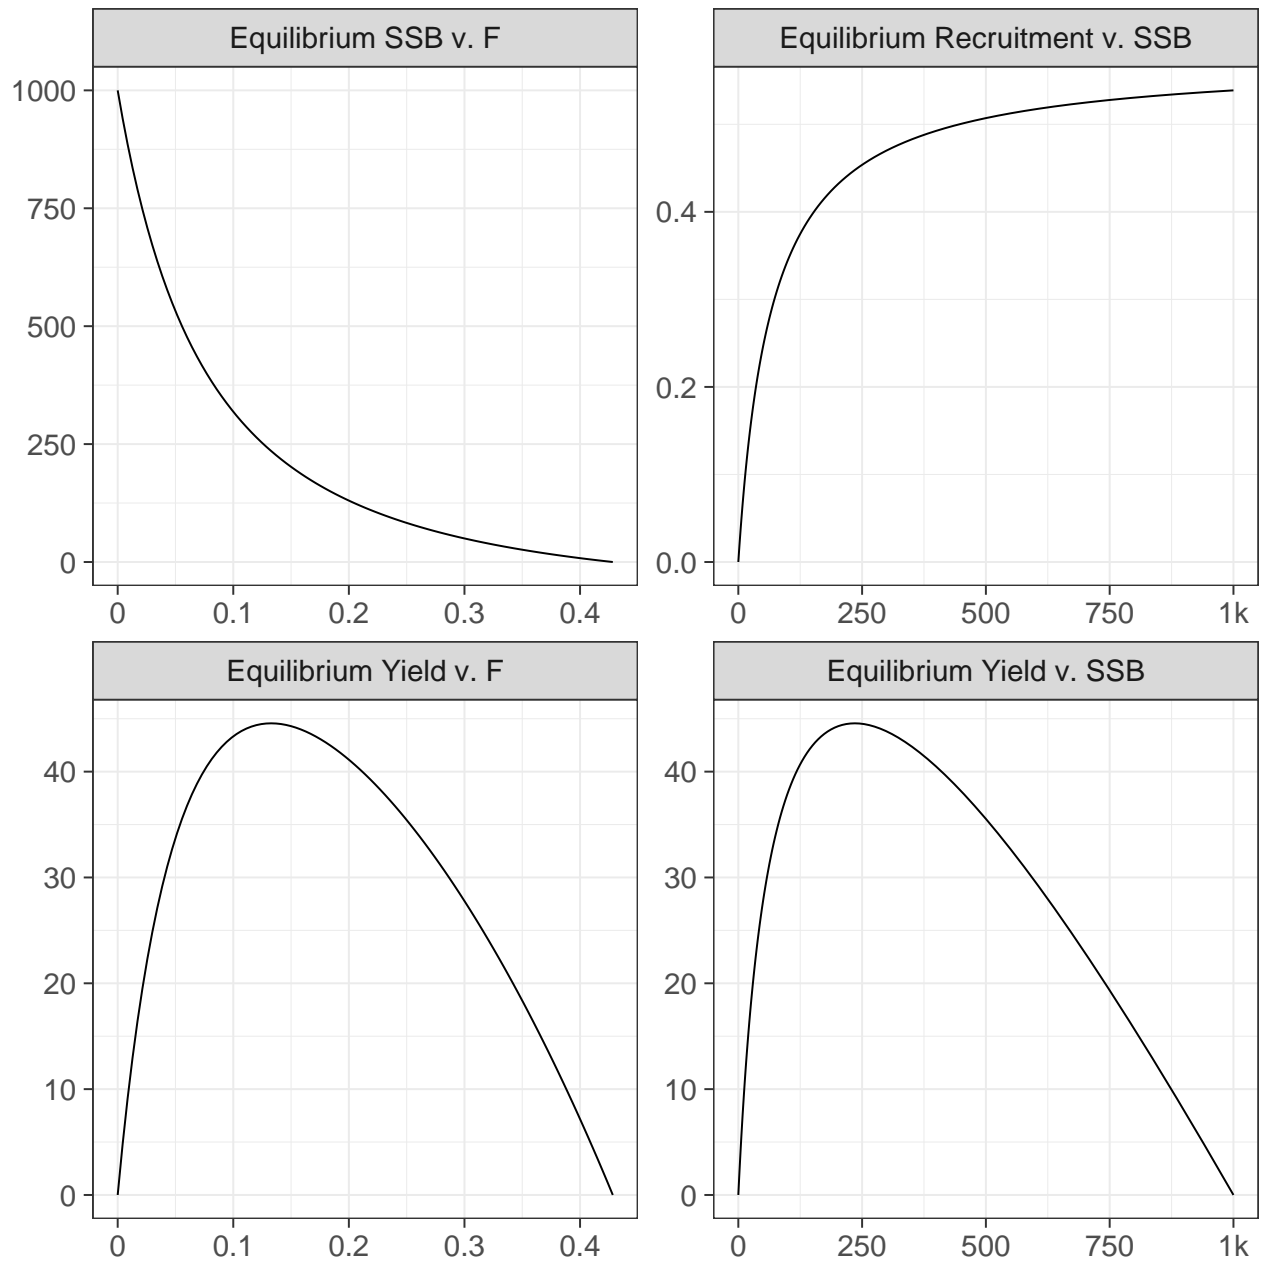 Equilibrium SSB v. F
1000
750
500
250
0
0 0.1 0.2 0.3 0.4
Equilibrium Recruitment v. SSB
0.4
0.2
0.0
0 250 500 750 1k
Equilibrium Yield v. F
40
30
20
10
0
0 0.1 0.2 0.3 0.4
Equilibrium Yield v. SSB
40
30
20
10
0
0 250 500 750 1k